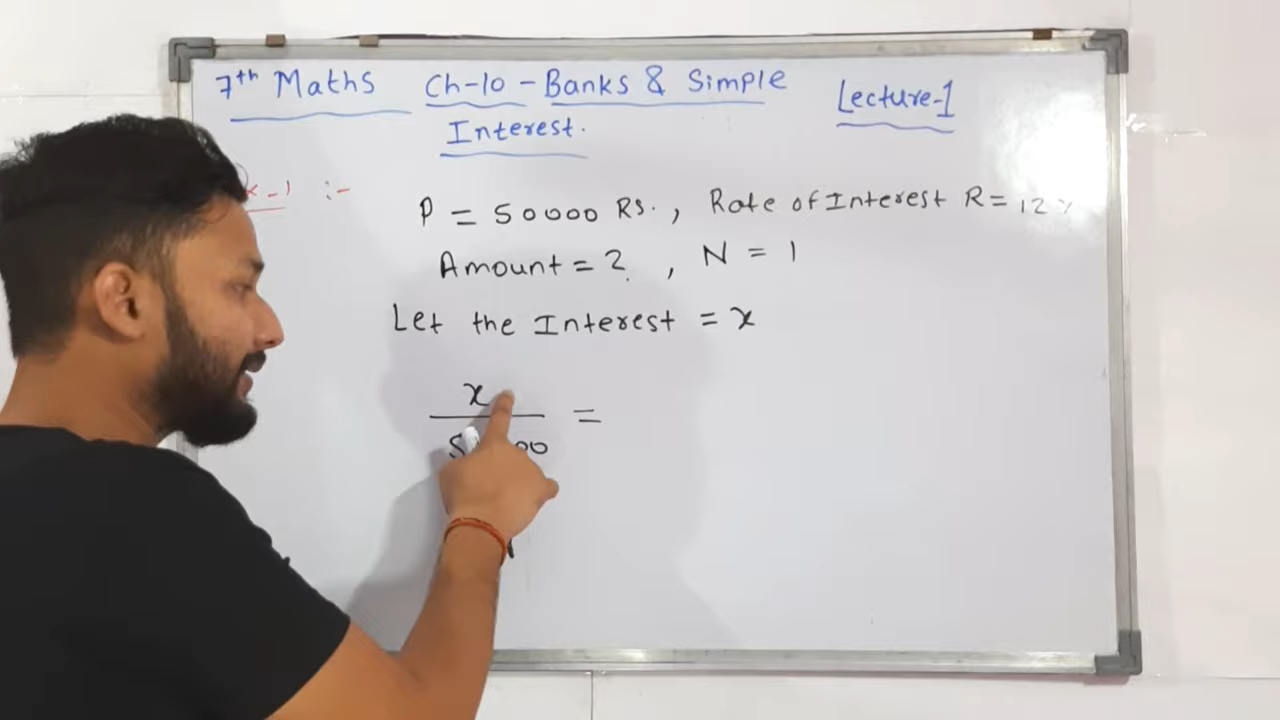 7th Maths Ch-10 - Banks & Simple Interest. Lecture-1
x-1 :-
P = 50000 Rs., Rate of Interest R = 12%
Amount = ?, N = 1
Let the Interest = x
x
=